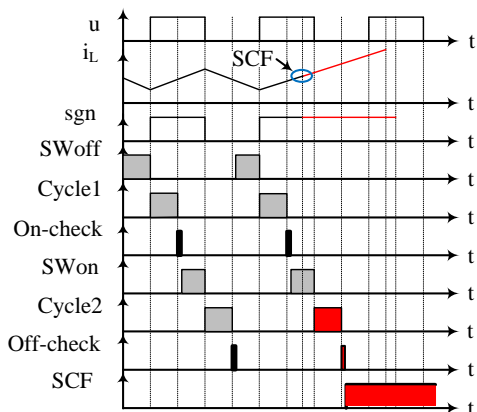 u
t
i_L
SCF
t
sgn
t
SWoff
t
Cycle1
t
On-check
t
SWon
t
Cycle2
t
Off-check
t
SCF
t